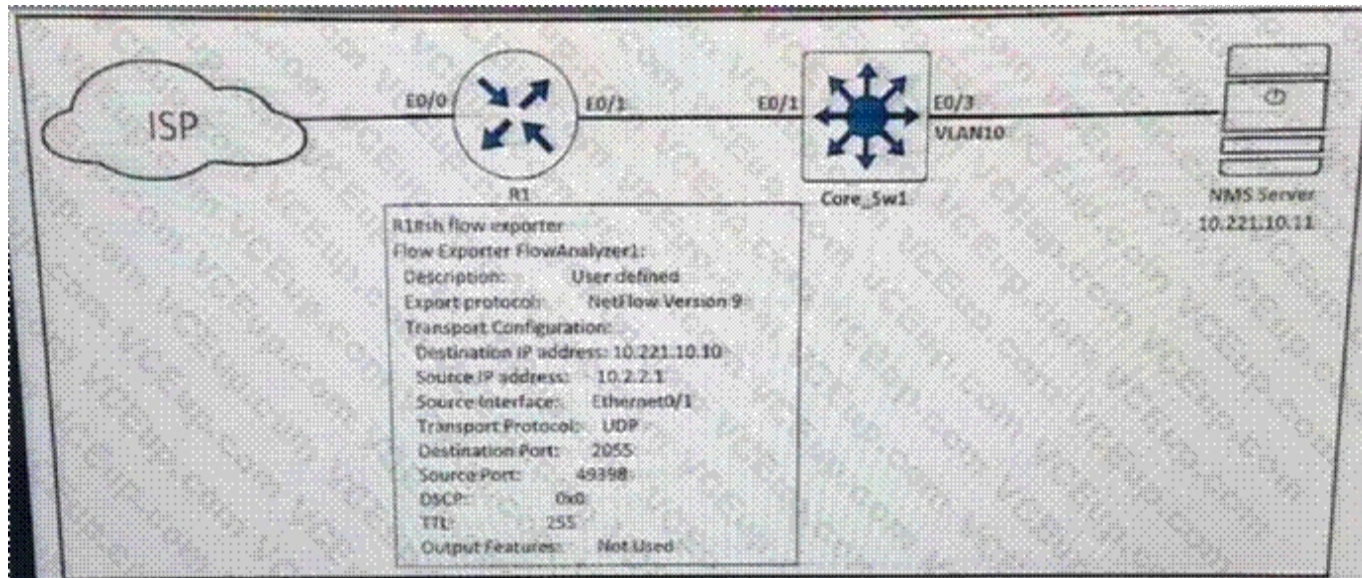 ISP
E0/0
E0/1
E0/1
E0/3
VLAN10
R1
Core_Sw1
NMS Server
10.221.10.11
R1#sh flow exporter
Flow Exporter FlowAnalyzer1:
Description: User defined
Export protocol: NetFlow Version 9
Transport Configuration:
Destination IP address: 10.221.10.10
Source IP address: 10.2.2.1
Source Interface: Ethernet0/1
Transport Protocol: UDP
Destination Port: 2055
Source Port: 49398
DSCP: 0x0
TTL: 255
Output Features: Not Used